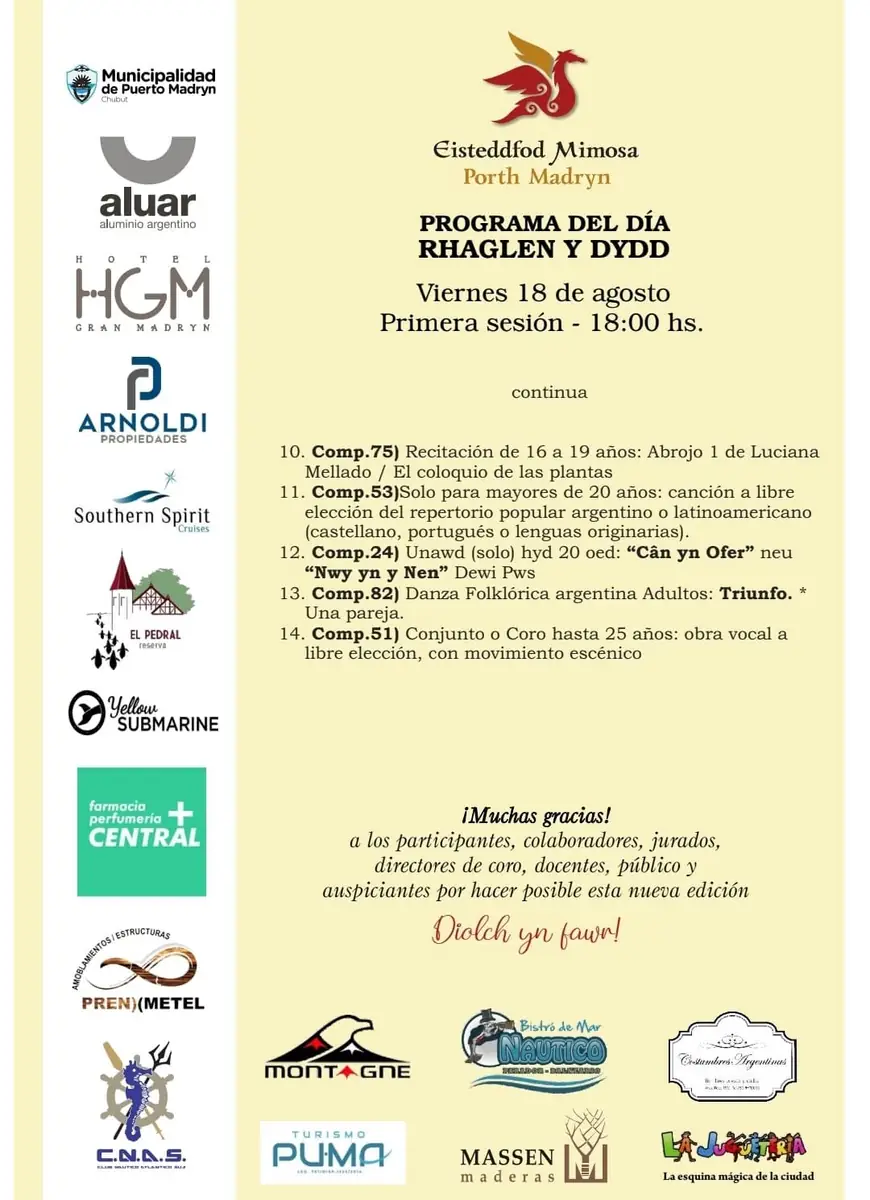 Municipalidad
de Puerto Madryn
Chubut
aluar
aluminio argentino
HOTEL
HGM
GRAN MADRYN
ARNOLDI
PROPIEDADES
Southern Spirit
Cruises
EL PEDRAL
reserva
Yellow
SUBMARINE
farmacia
perfumería
CENTRAL
AMOBLAMIENTOS / ESTRUCTURAS
PREN)(METEL
C.N.A.S.
CLUB NAUTICO ATLANTICO SUD
Eisteddfod Mimosa
Porth Madryn
PROGRAMA DEL DÍA
RHAGLEN Y DYDD
Viernes 18 de agosto
Primera sesión - 18:00 hs.
continua
10. Comp.75) Recitación de 16 a 19 años: Abrojo 1 de Luciana
Mellado / El coloquio de las plantas
11. Comp.53)Solo para mayores de 20 años: canción a libre
elección del repertorio popular argentino o latinoamericano
(castellano, portugués o lenguas originarias).
12. Comp.24) Unawd (solo) hyd 20 oed: “Cân yn Ofer” neu
“Nwy yn y Nen” Dewi Pws
13. Comp.82) Danza Folklórica argentina Adultos: Triunfo. *
Una pareja.
14. Comp.51) Conjunto o Coro hasta 25 años: obra vocal a
libre elección, con movimiento escénico
¡Muchas gracias!
a los participantes, colaboradores, jurados,
directores de coro, docentes, público y
auspiciantes por hacer posible esta nueva edición
Diolch yn fawr!
MONTAGNE
Bistró de Mar
NAUTICO
PARADOR - BALNEARIO
Costumbres Argentinas
TURISMO
PUMA
MASSEN
maderas
LA JUGUETERIA
La esquina mágica de la ciudad